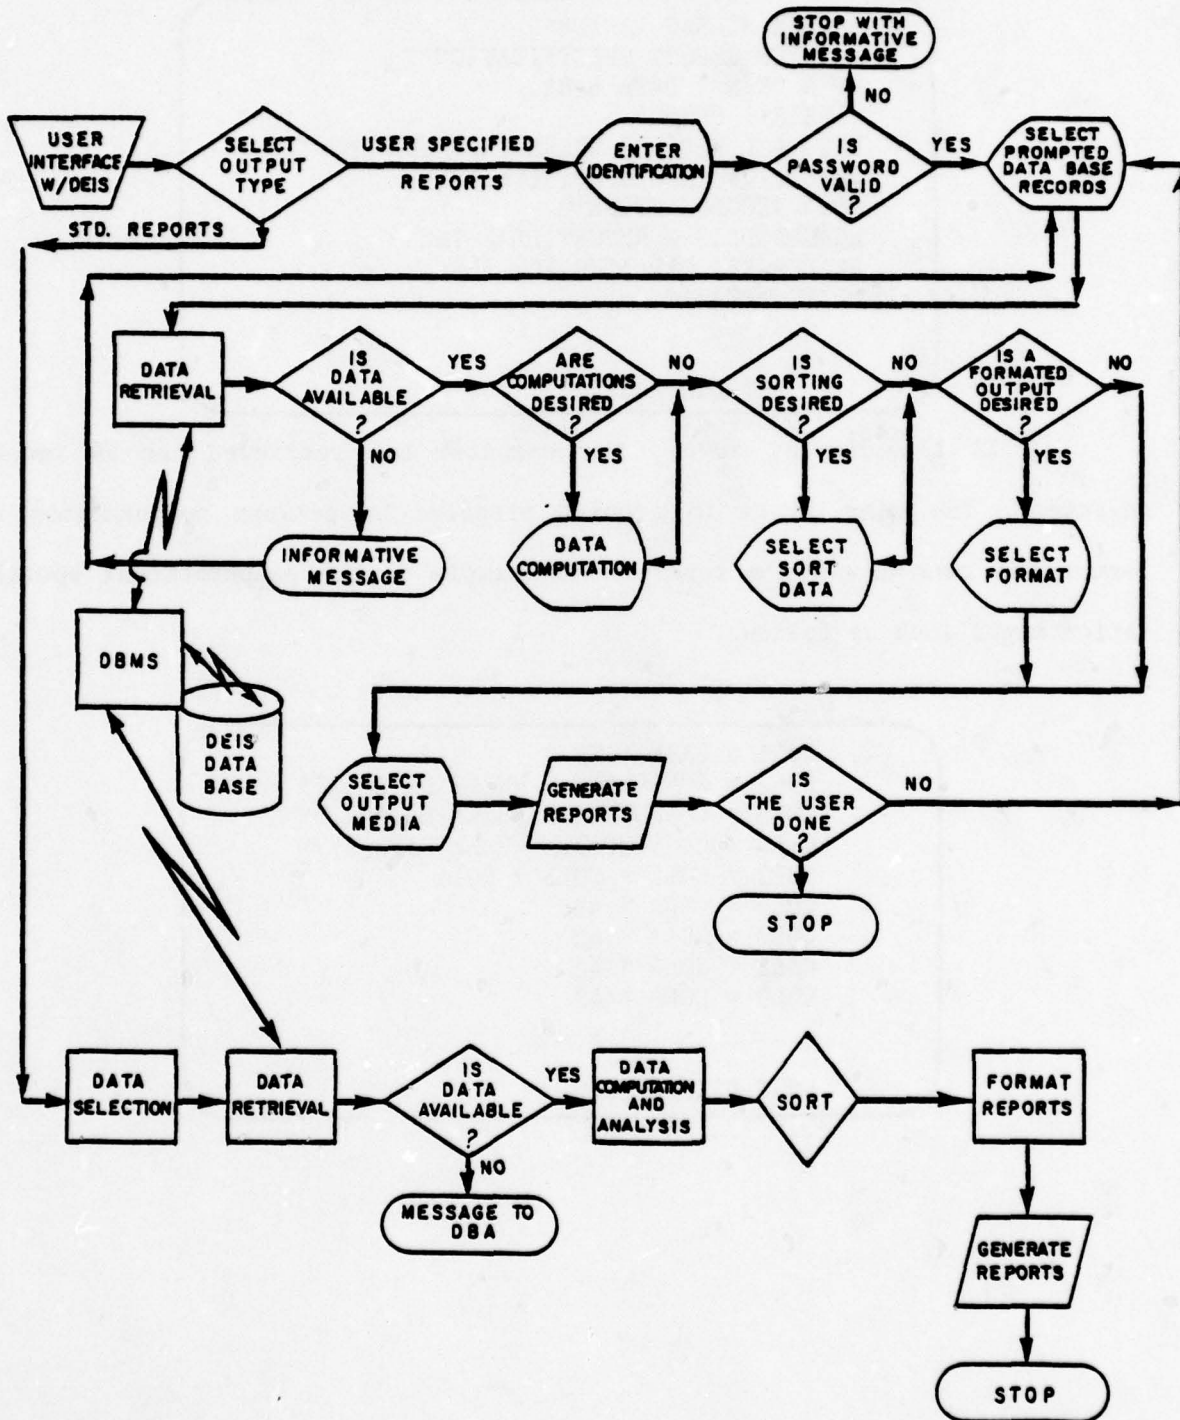 STOP WITH
INFORMATIVE
MESSAGE
NO
USER
INTERFACE
W/DEIS
SELECT
OUTPUT
TYPE
USER SPECIFIED
REPORTS
ENTER
IDENTIFICATION
IS
PASSWORD
VALID
?
YES
SELECT
PROMPTED
DATA BASE
RECORDS
STD. REPORTS
DATA
RETRIEVAL
IS
DATA
AVAILABLE
?
YES
NO
ARE
COMPUTATIONS
DESIRED
?
NO
YES
IS
SORTING
DESIRED
?
NO
YES
IS A
FORMATED
OUTPUT
DESIRED
?
NO
YES
INFORMATIVE
MESSAGE
DATA
COMPUTATION
SELECT
SORT
DATA
SELECT
FORMAT
DBMS
DEIS
DATA
BASE
SELECT
OUTPUT
MEDIA
GENERATE
REPORTS
IS
THE USER
DONE
?
NO
STOP
DATA
SELECTION
DATA
RETRIEVAL
IS
DATA
AVAILABLE
?
YES
NO
DATA
COMPUTATION
AND
ANALYSIS
SORT
FORMAT
REPORTS
MESSAGE TO
DBA
GENERATE
REPORTS
STOP